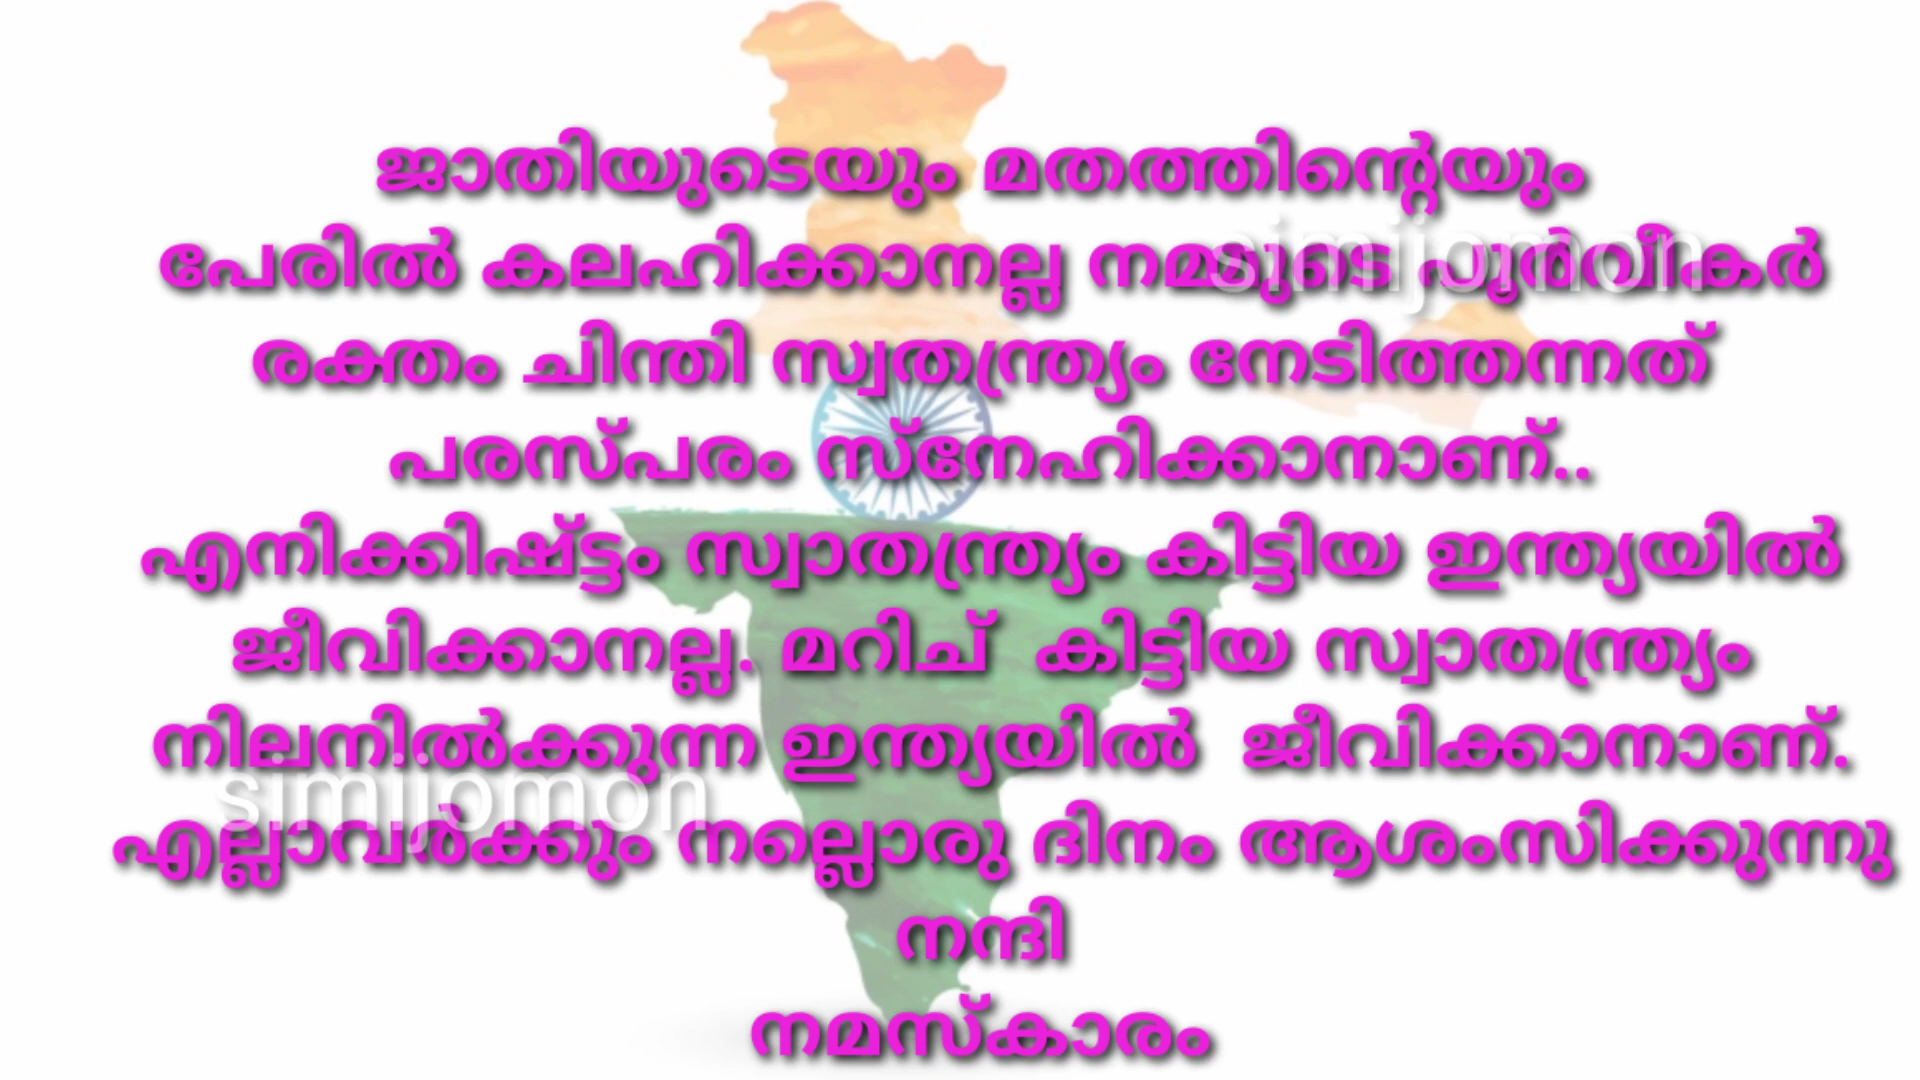 ജാതിയുടെയും മതത്തിന്റെയും
പേരിൽ കലഹിക്കാനല്ല നമ്മുടെ പൂർവീകർ
simijomon
രക്തം ചിന്തി സ്വതന്ത്ര്യം നേടിത്തന്നത്
പരസ്പരം സ്നേഹിക്കാനാണ്..
എനിക്കിഷ്ട്ടം സ്വാതന്ത്ര്യം കിട്ടിയ ഇന്ത്യയിൽ
ജീവിക്കാനല്ല. മറിച്  കിട്ടിയ സ്വാതന്ത്ര്യം
നിലനിൽക്കുന്ന ഇന്ത്യയിൽ  ജീവിക്കാനാണ്.
simijomon
എല്ലാവർക്കും നല്ലൊരു ദിനം ആശംസിക്കുന്നു
നന്ദി
നമസ്കാരം